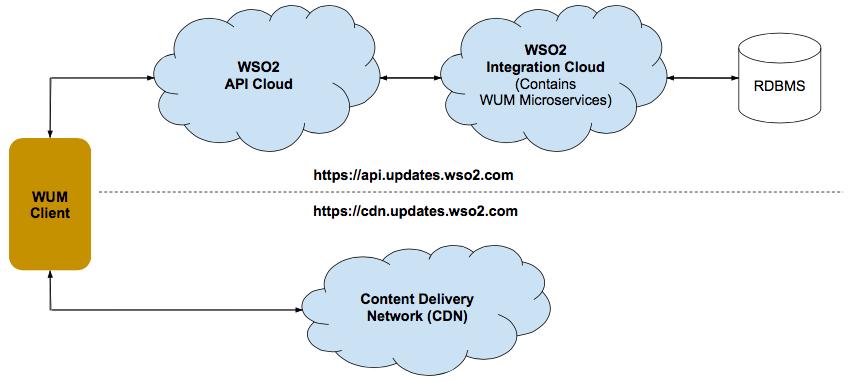 WSO2
API Cloud
WSO2
Integration Cloud
(Contains
WUM Microservices)
RDBMS
https://api.updates.wso2.com
WUM
Client
https://cdn.updates.wso2.com
Content Delivery
Network (CDN)